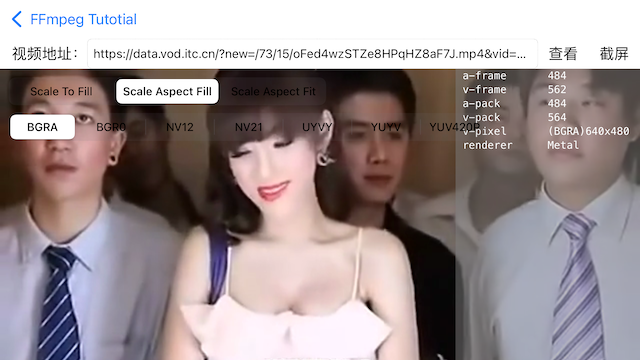 FFmpeg Tutotial
视频地址: https://data.vod.itc.cn/?new=/73/15/oFed4wzSTZe8HPqHZ8aF7J.mp4&vid=... 查看 截屏
Scale To Fill Scale Aspect Fill Scale Aspect Fit
BGRA BGR0 NV12 NV21 UYVY YUYV YUV420P
a-frame 484
v-frame 562
a-pack 484
v-pack 564
v-pixel (BGRA)640x480
renderer Metal